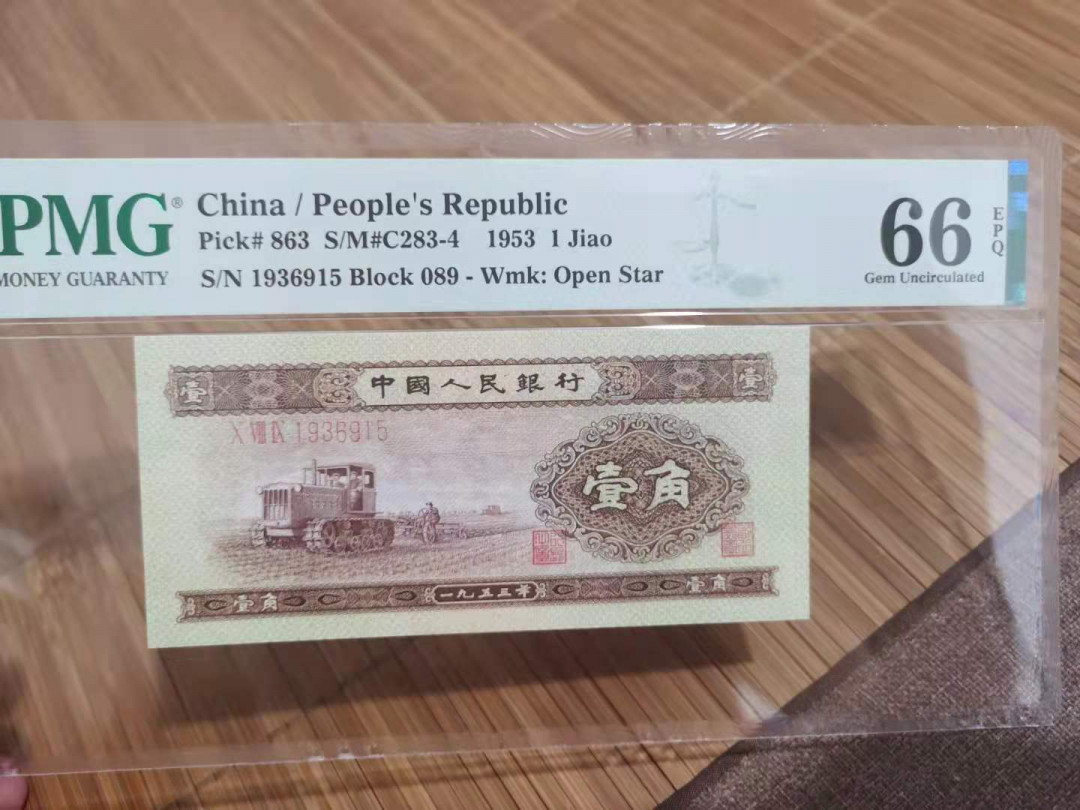 PMG®
MONEY GUARANTY
China / People's Republic
Pick# 863 S/M#C283-4 1953 1 Jiao
S/N 1936915 Block 089 - Wmk: Open Star
66
EPQ
Gem Uncirculated
壹 中國人民銀行 壹
X Ⅷ Ⅸ 1936915
壹角
壹角 一九五三年 壹角